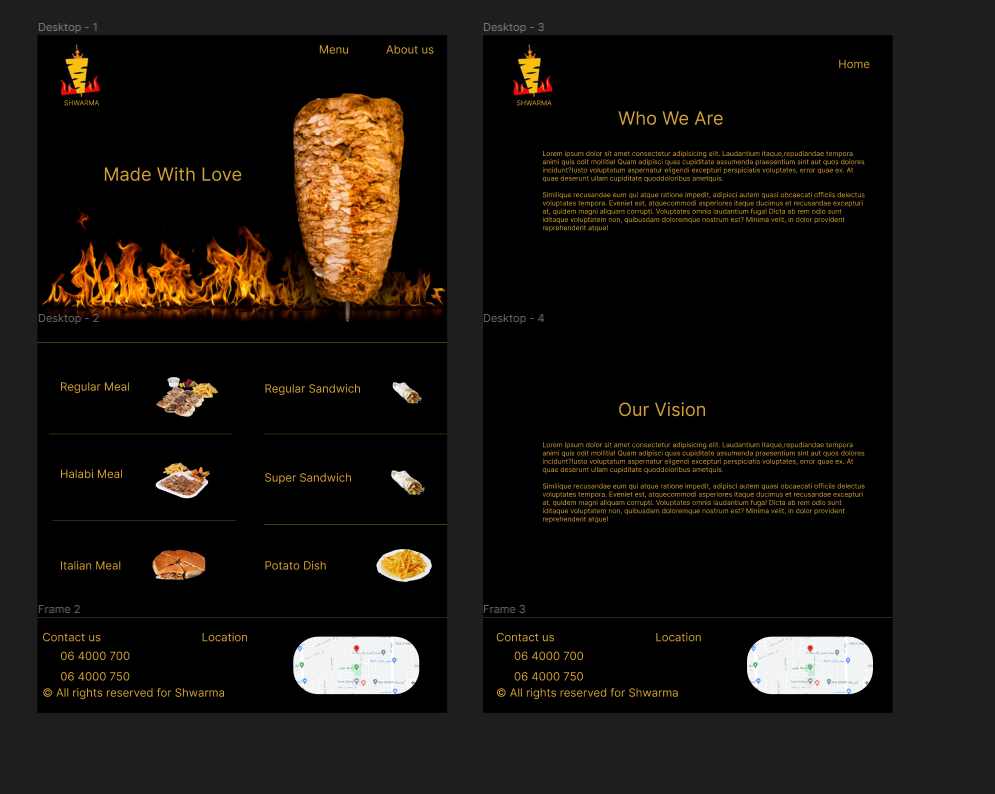 Desktop - 1
Menu
About us
SHWARMA
Made With Love
Desktop - 2
Regular Meal
Regular Sandwich
Halabi Meal
Super Sandwich
Italian Meal
Potato Dish
Frame 2
Contact us
Location
06 4000 700
06 4000 750
© All rights reserved for Shwarma
Desktop - 3
Home
SHWARMA
Who We Are
Lorem ipsum dolor sit amet consectetur adipisicing elit. Laudantium itaque,repudiandae tempora
animi quis odit mollitia! Quam adipisci quas cupiditate assumenda praesentium sint aut quos dolores
incidunt?Iusto voluptatum aspernatur eligendi excepturi perspiciatis voluptates, error quae ex. At
quae deserunt ullam cupiditate quoddoloribus ametquis.
Similique recusandae eum qui atque ratione impedit, adipisci autem quasi obcaecati officiis delectus
voluptates tempora. Eveniet est, atquecommodi asperiores itaque ducimus et recusandae excepturi
at, quidem magni aliquam corrupti. Voluptates omnis laudantium fuga! Dicta ab rem odio sunt
voluptatem non, quibusdam doloremque nostrum est? Minima velit, in dolor provident
reprehenderit atque!
Desktop - 4
Our Vision
Lorem ipsum dolor sit amet consectetur adipisicing elit. Laudantium itaque,repudiandae tempora
animi quis odit mollitia! Quam adipisci quas cupiditate assumenda praesentium sint aut quos dolores
incidunt?Iusto voluptatum aspernatur eligendi excepturi perspiciatis voluptates, error quae ex. At
quae deserunt ullam cupiditate quoddoloribus ametquis.
Similique recusandae eum qui atque ratione impedit, adipisci autem quasi obcaecati officiis delectus
voluptates tempora. Eveniet est, atquecommodi asperiores itaque ducimus et recusandae excepturi
at, quidem magni aliquam corrupti. Voluptates omnis laudantium fuga! Dicta ab rem odio sunt
voluptatem non, quibusdam doloremque nostrum est? Minima velit, in dolor provident
reprehenderit atque!
Frame 3
Contact us
Location
06 4000 700
06 4000 750
© All rights reserved for Shwarma